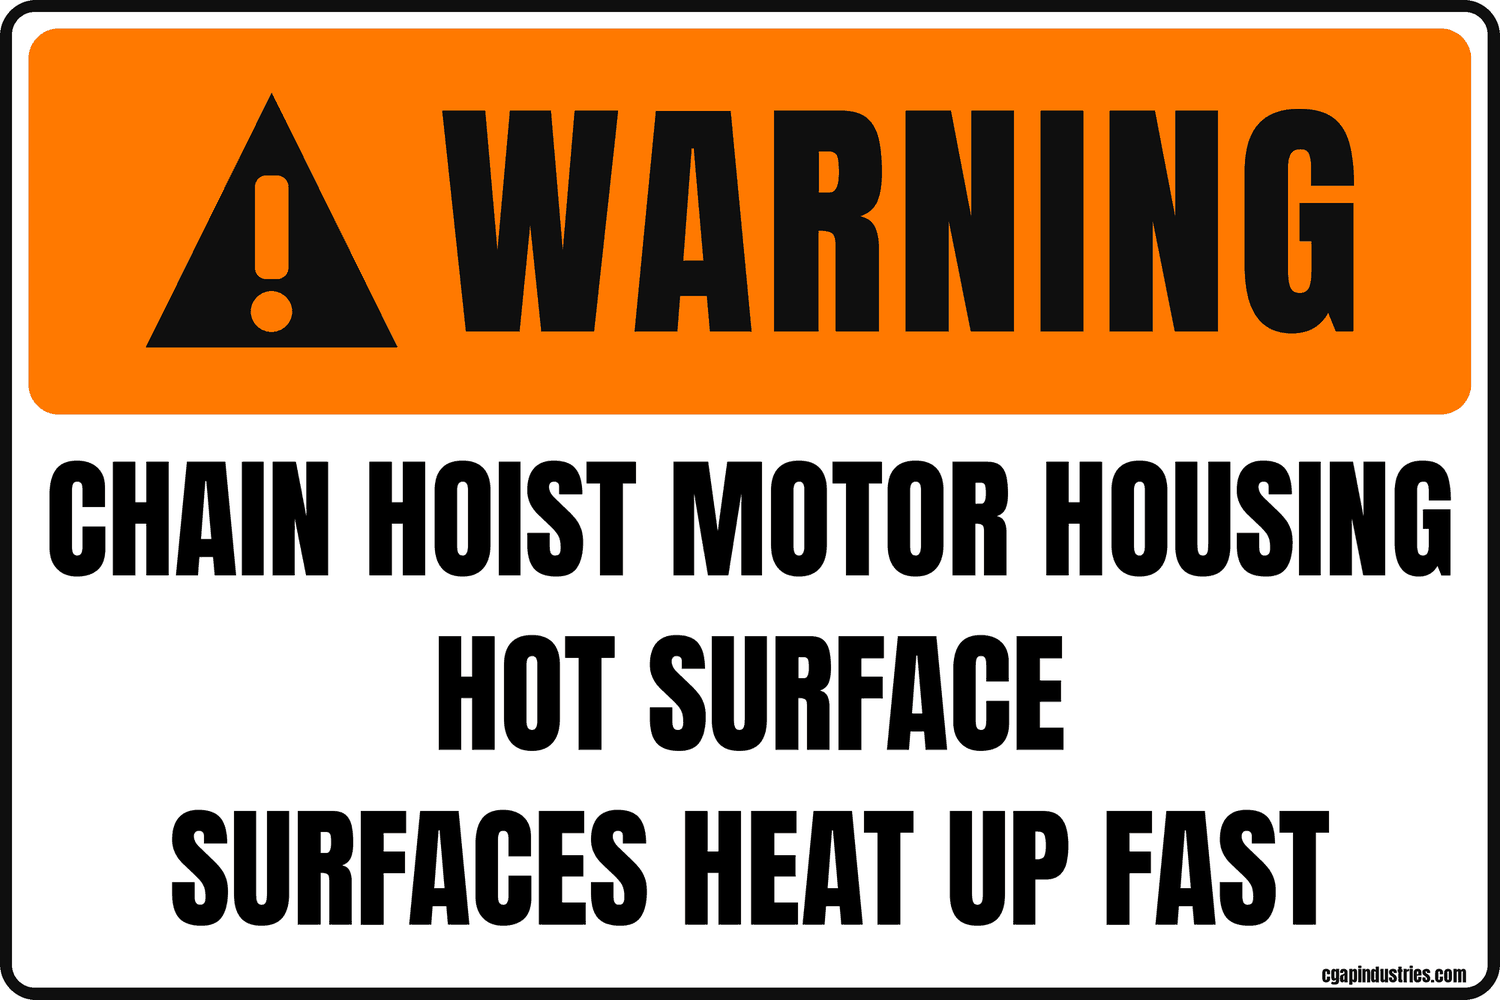 WARNING
CHAIN HOIST MOTOR HOUSING
HOT SURFACE
SURFACES HEAT UP FAST
cgapindustries.com